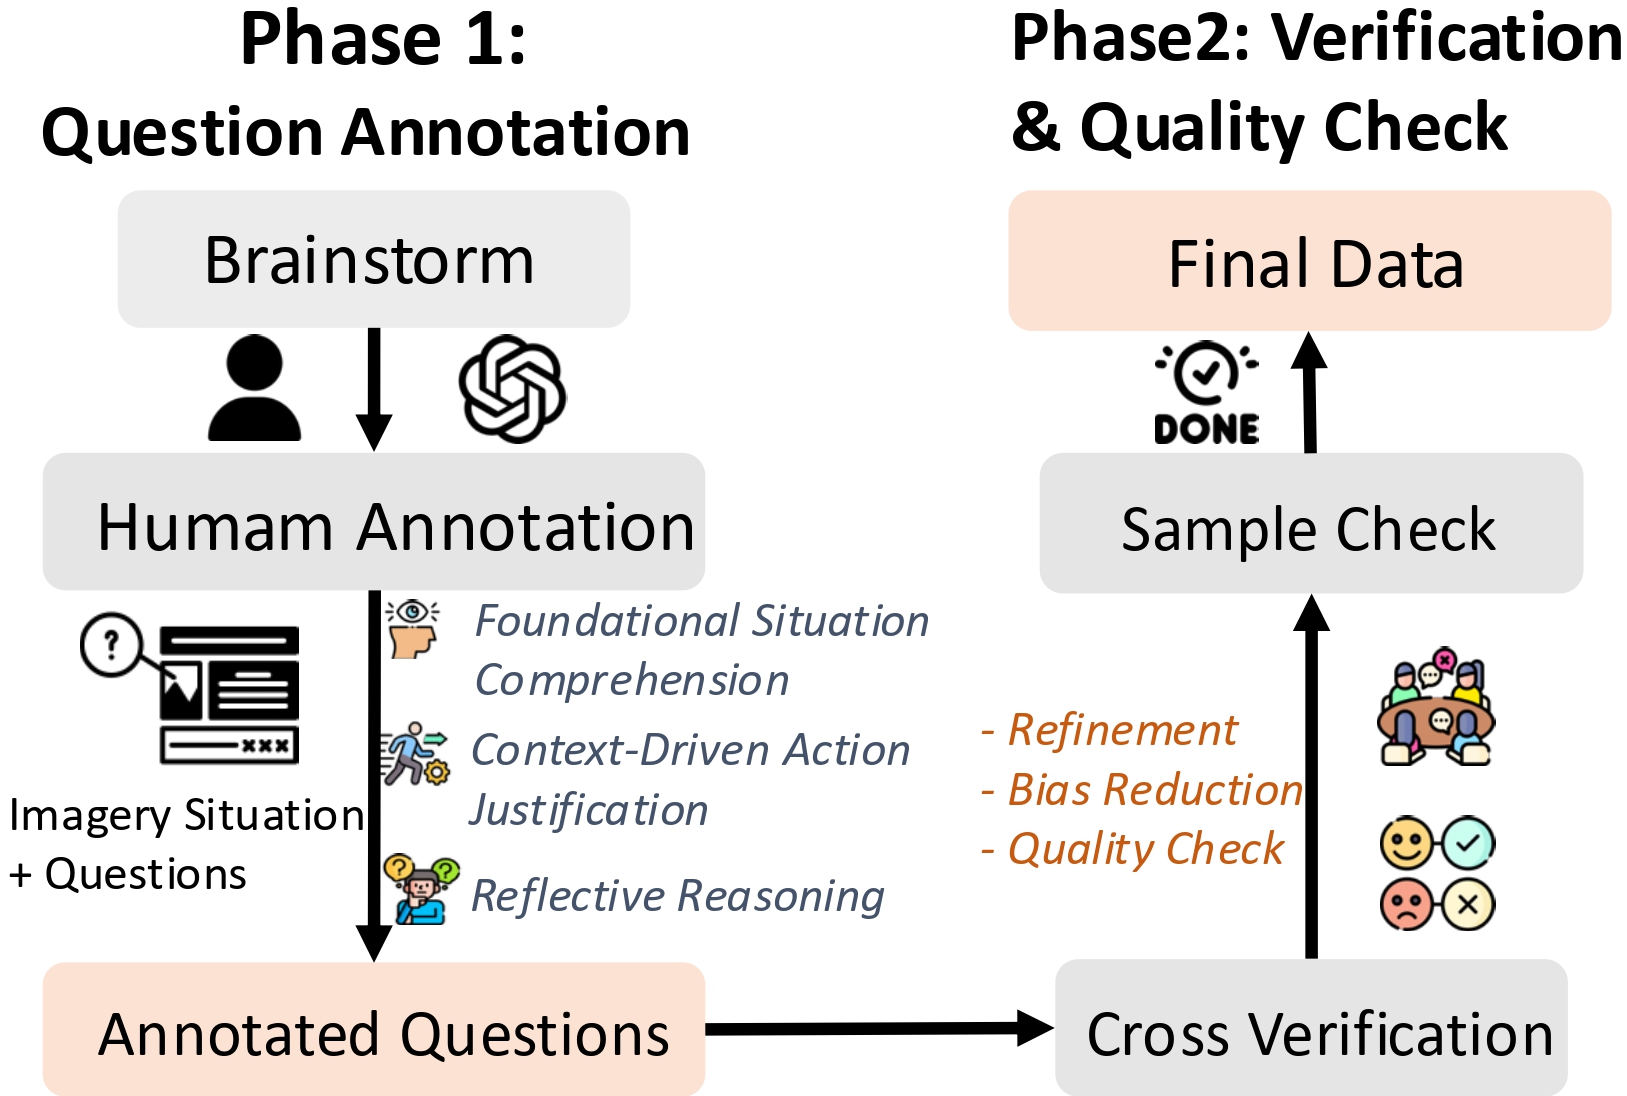 Phase 1:
Question Annotation
Brainstorm
Humam Annotation
?
xxx
Imagery Situation
+ Questions
Foundational Situation
Comprehension
Context-Driven Action
Justification
? ?
Reflective Reasoning
Annotated Questions
Phase2: Verification
& Quality Check
Final Data
DONE
Sample Check
- Refinement
- Bias Reduction
- Quality Check
Cross Verification